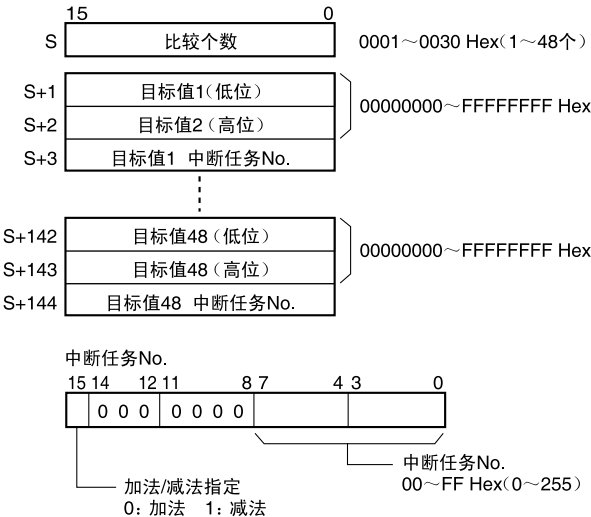 15 0
S 比较个数 0001～0030 Hex（1～48个）
S+1 目标值1（低位）
00000000～FFFFFFFF Hex
S+2 目标值2（高位）
S+3 目标值1 中断任务No.
S+142 目标值48（低位）
00000000～FFFFFFFF Hex
S+143 目标值48（高位）
S+144 目标值48 中断任务No.
中断任务No.
15 14 12 11 8 7 4 3 0
0 0 0 0 0 0 0
中断任务No.
00～FF Hex（0～255）
加法/减法指定
0：加法 1：减法